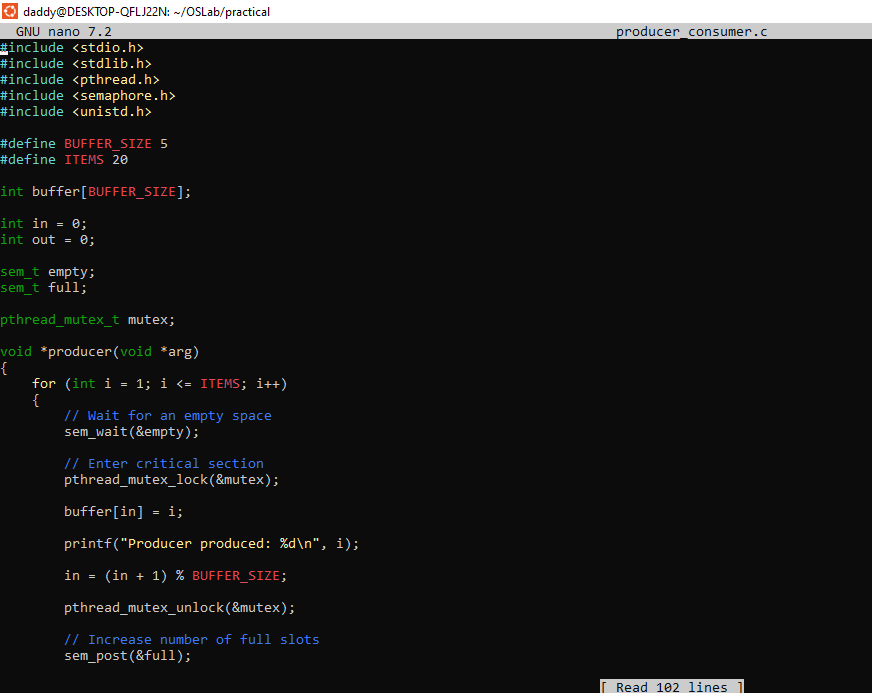 daddy@DESKTOP-QFLJ22N: ~/OSLab/practical
GNU nano 7.2 producer_consumer.c
#include <stdio.h>
#include <stdlib.h>
#include <pthread.h>
#include <semaphore.h>
#include <unistd.h>
#define BUFFER_SIZE 5
#define ITEMS 20
int buffer[BUFFER_SIZE];
int in = 0;
int out = 0;
sem_t empty;
sem_t full;
pthread_mutex_t mutex;
void *producer(void *arg)
{
    for (int i = 1; i <= ITEMS; i++)
    {
        // Wait for an empty space
        sem_wait(&empty);
        // Enter critical section
        pthread_mutex_lock(&mutex);
        buffer[in] = i;
        printf("Producer produced: %d\n", i);
        in = (in + 1) % BUFFER_SIZE;
        pthread_mutex_unlock(&mutex);
        // Increase number of full slots
        sem_post(&full);
[ Read 102 lines ]